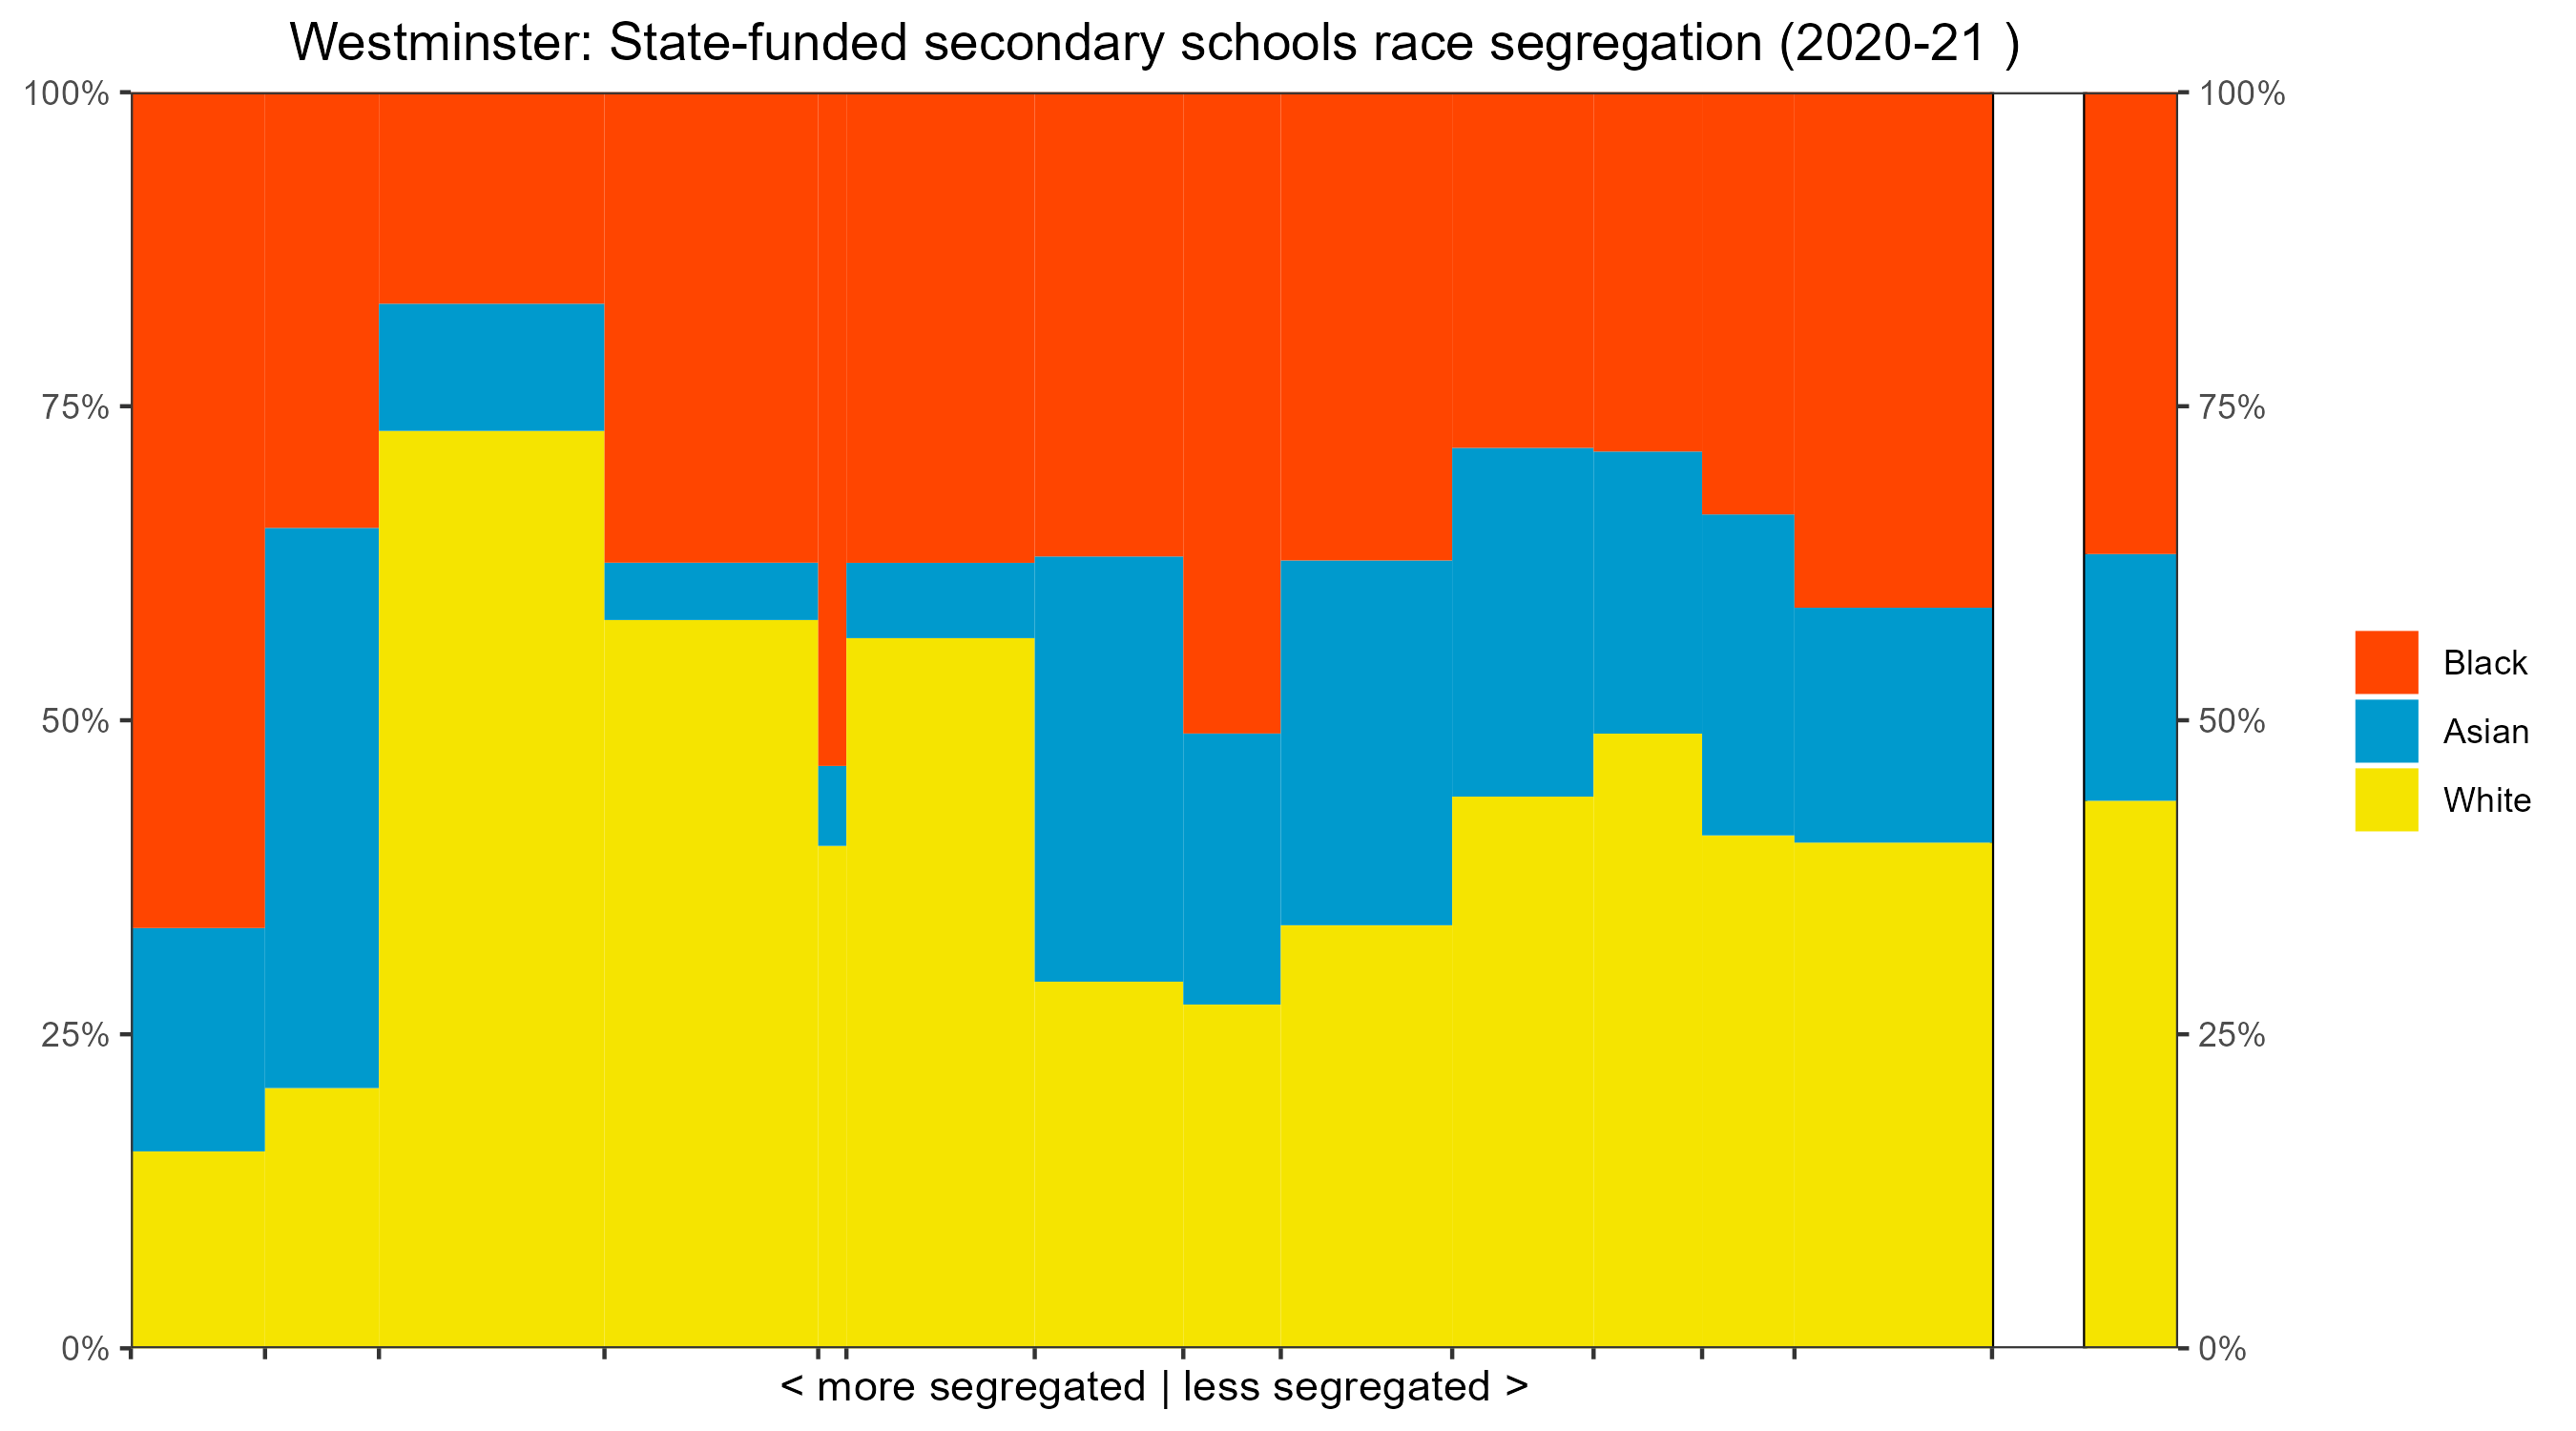 Westminster: State-funded secondary schools race segregation (2020-21 )
100%
75%
50%
25%
0%
100%
75%
50%
25%
0%
Black
Asian
White
< more segregated | less segregated >